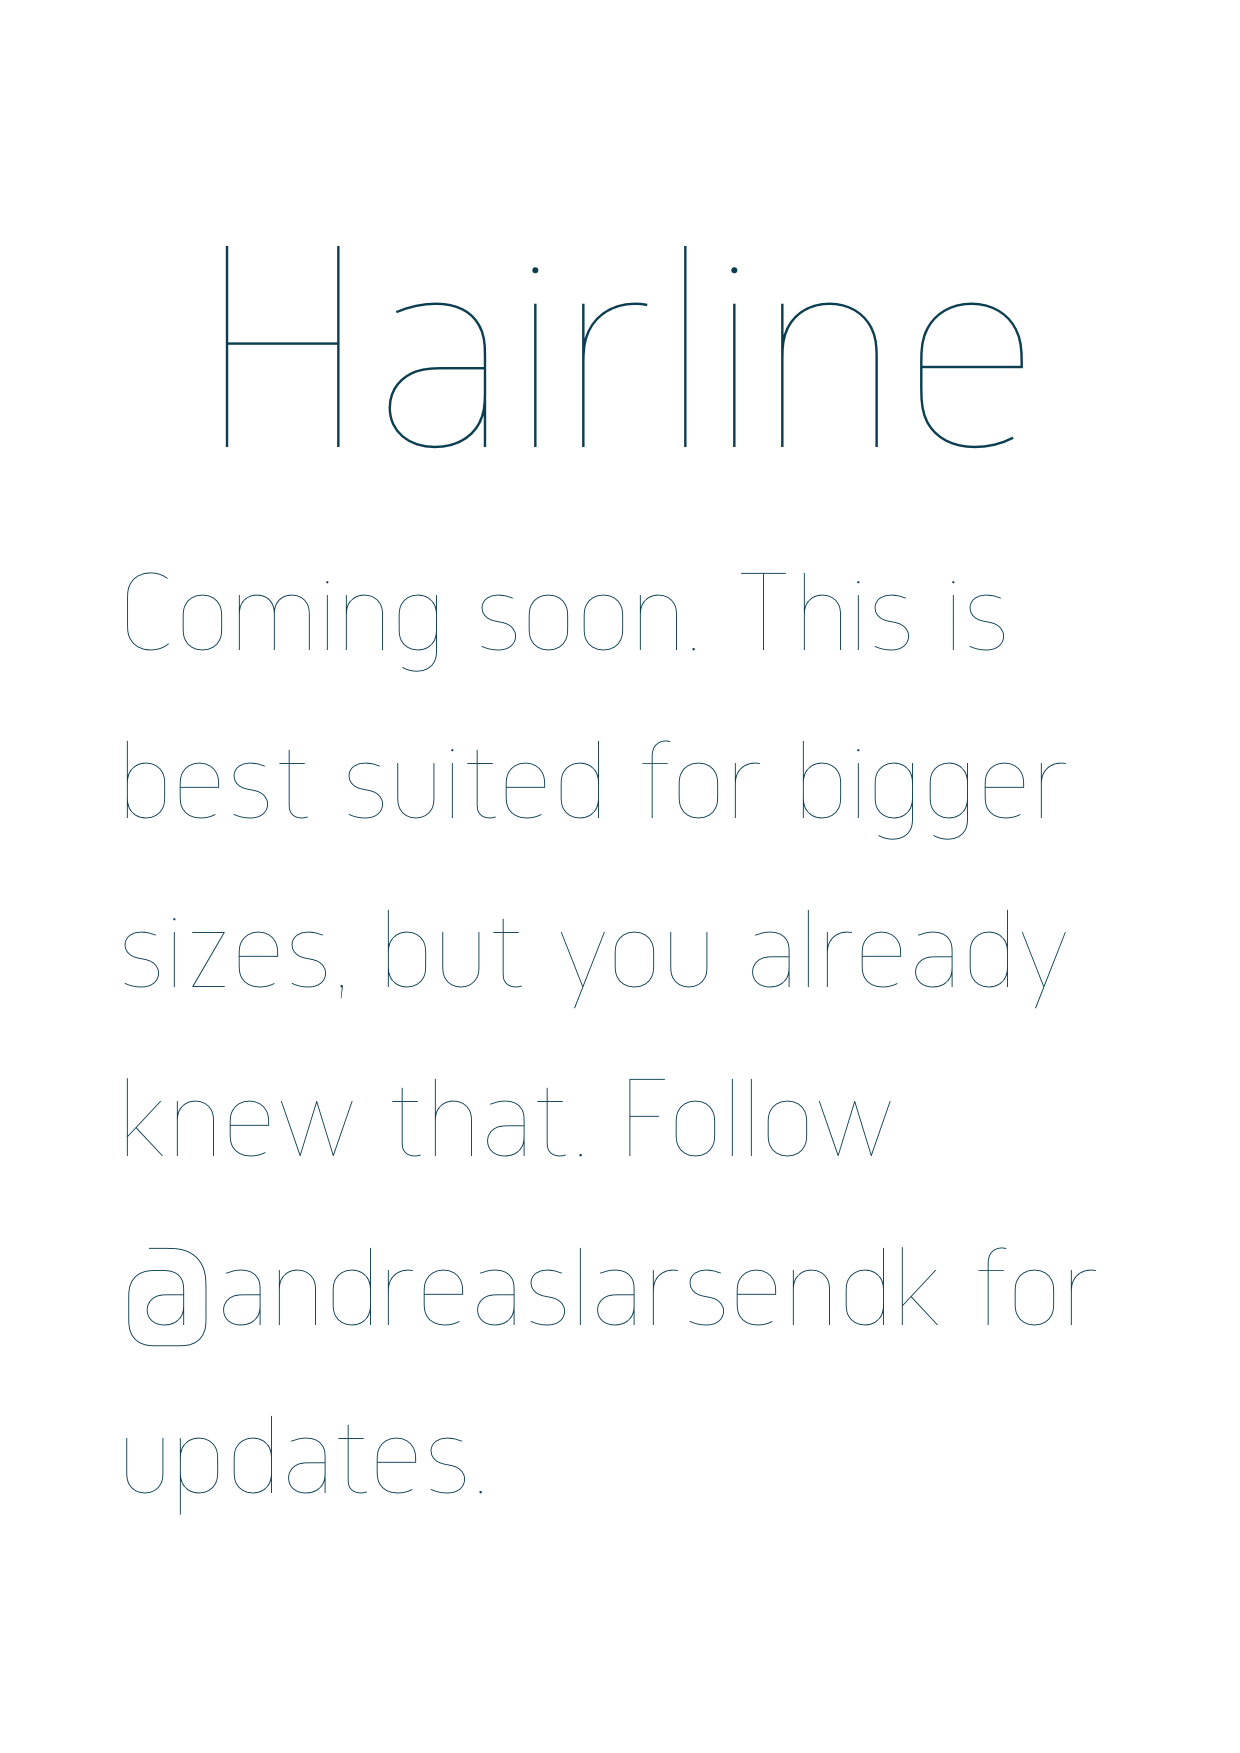 Hairline
Coming soon. This is
best suited for bigger
sizes, but you already
knew that. Follow
@andreaslarsendk for
updates.